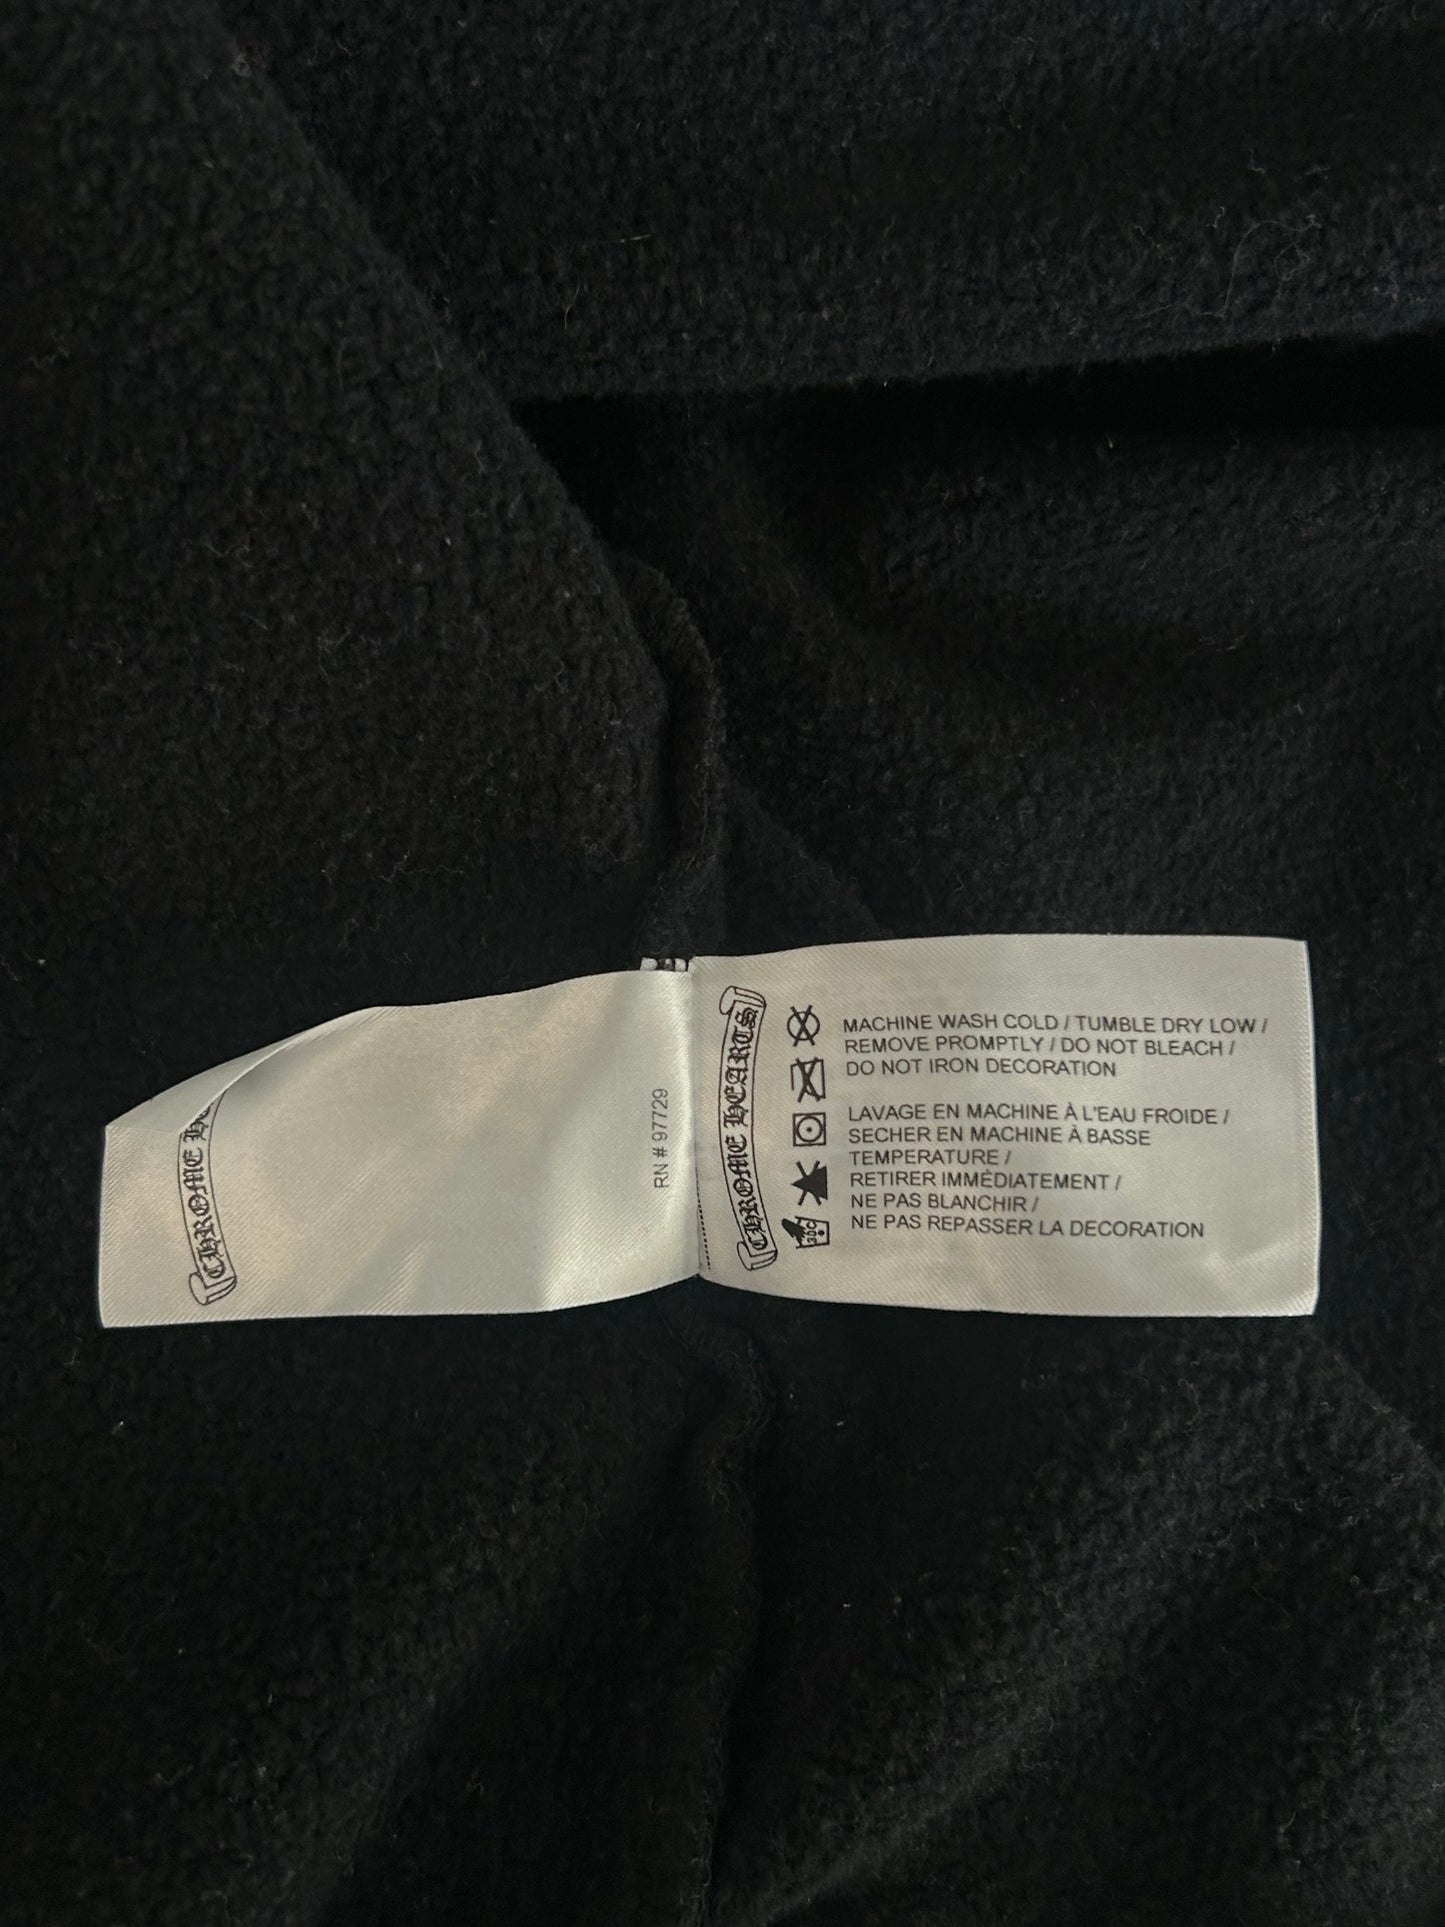 CHROME HEARTS
MACHINE WASH COLD / TUMBLE DRY LOW /
REMOVE PROMPTLY / DO NOT BLEACH /
DO NOT IRON DECORATION
LAVAGE EN MACHINE À L'EAU FROIDE /
SECHER EN MACHINE À BASSE
TEMPERATURE /
RETIRER IMMÉDIATEMENT /
NE PAS BLANCHIR /
NE PAS REPASSER LA DECORATION
30C
RN # 97729
CHROME